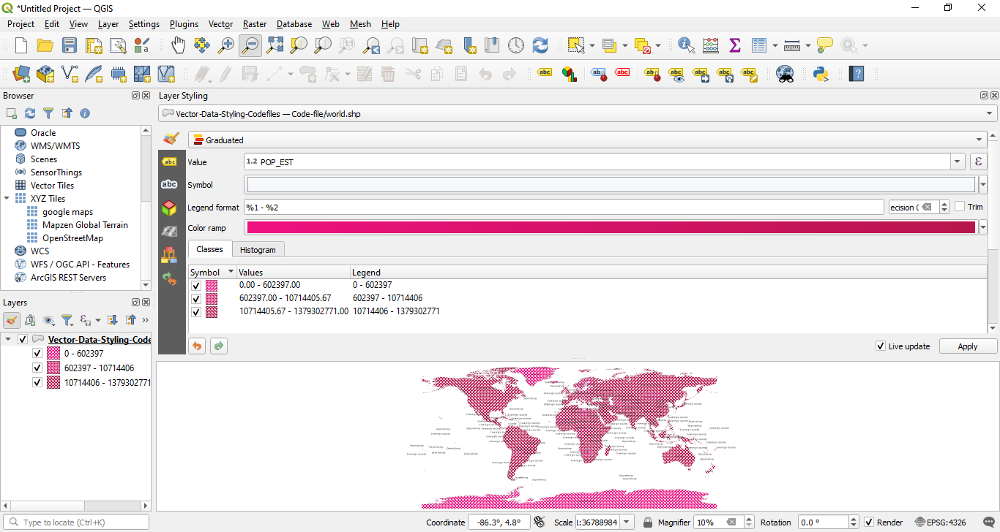 *Untitled Project — QGIS
Project Edit View Layer Settings Plugins Vector Raster Database Web Mesh Help
Browser
Oracle
WMS/WMTS
Scenes
SensorThings
Vector Tiles
XYZ Tiles
google maps
Mapzen Global Terrain
OpenStreetMap
WCS
WFS / OGC API - Features
ArcGIS REST Servers
Layers
Vector-Data-Styling-Code
0 - 602397
602397 - 10714406
10714406 - 1379302771
Type to locate (Ctrl+K)
Layer Styling
Vector-Data-Styling-Codefiles — Code-file/world.shp
Graduated
Value 1.2 POP_EST ε
Symbol
Legend format %1 - %2 ecision 0 Trim
Color ramp
Classes Histogram
Symbol Values Legend
0.00 - 602397.00 0 - 602397
602397.00 - 10714405.67 602397 - 10714406
10714405.67 - 1379302771.00 10714406 - 1379302771
Live update Apply
Coordinate -86.3°, 4.8° Scale 1:36788984 Magnifier 10% Rotation 0.0 ° Render EPSG:4326